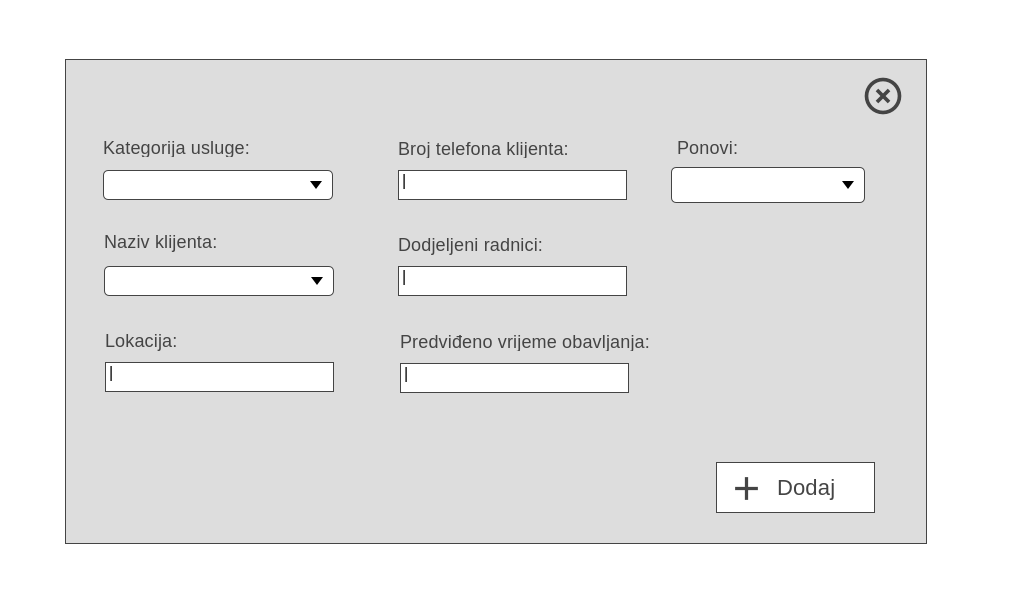 Kategorija usluge:
Broj telefona klijenta:
Ponovi:
Naziv klijenta:
Dodjeljeni radnici:
Lokacija:
Predviđeno vrijeme obavljanja:
Dodaj